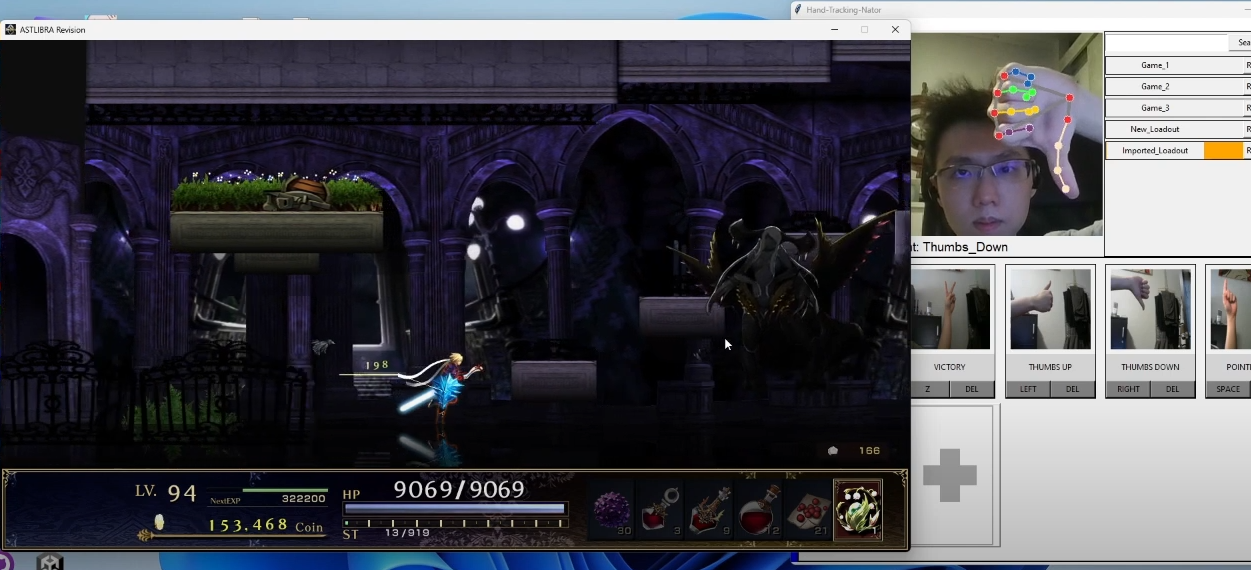 Hand-Tracking-Nator
ASTLIBRA Revision
Game_1
Game_2
Game_3
New_Loadout
Imported_Loadout
Thumbs_Down
198
VICTORY
THUMBS UP
THUMBS DOWN
Z
DEL
LEFT
DEL
RIGHT
DEL
SPACE
166
LV. 94
NextEXP 322200
153,468 Coin
HP 9069/9069
ST 13/919
30
3
9
12
21
1